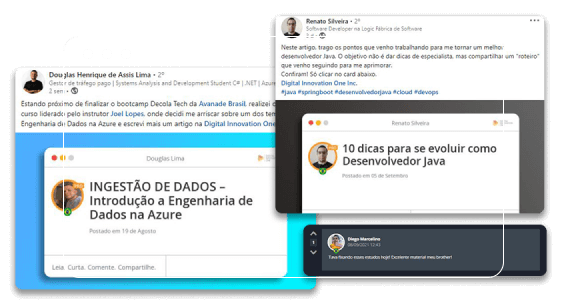 Douglas Henrique de Assis Lima • 2º
Gestor de tráfego pago | Systems Analysis and Development Student C# | .NET | Azure
2 sem •
Estando próximo de finalizar o bootcamp Decola Tech da Avanade Brasil, realizei o
curso liderado pelo instrutor Joel Lopes, onde decidi me arriscar sobre um dos
Engenharia de Dados na Azure e escrevi mais um artigo na Digital Innovation One
Douglas Lima
INGESTÃO DE DADOS –
Introdução a Engenharia de
Dados na Azure
Postado em 19 de Agosto
Leia. Curta. Comente. Compartilhe.
Renato Silveira • 2º
Software Developer na Logic Fábrica de Software
2 d •
Neste artigo, trago os pontos que venho trabalhando para me tornar um melhor
desenvolvedor Java. O objetivo não é dar dicas de especialista, mas compartilhar um "roteiro"
que venho seguindo para me aprimorar.
Confiram! Só clicar no card abaixo.
Digital Innovation One Inc.
#java #springboot #desenvolvedorjava #cloud #devops
Renato Silveira
10 dicas para se evoluir como
Desenvolvedor Java
Postado em 05 de Setembro
1
Diego Marcelino
Tava fixando nesse estudos hoje! Excelente material meu brother!